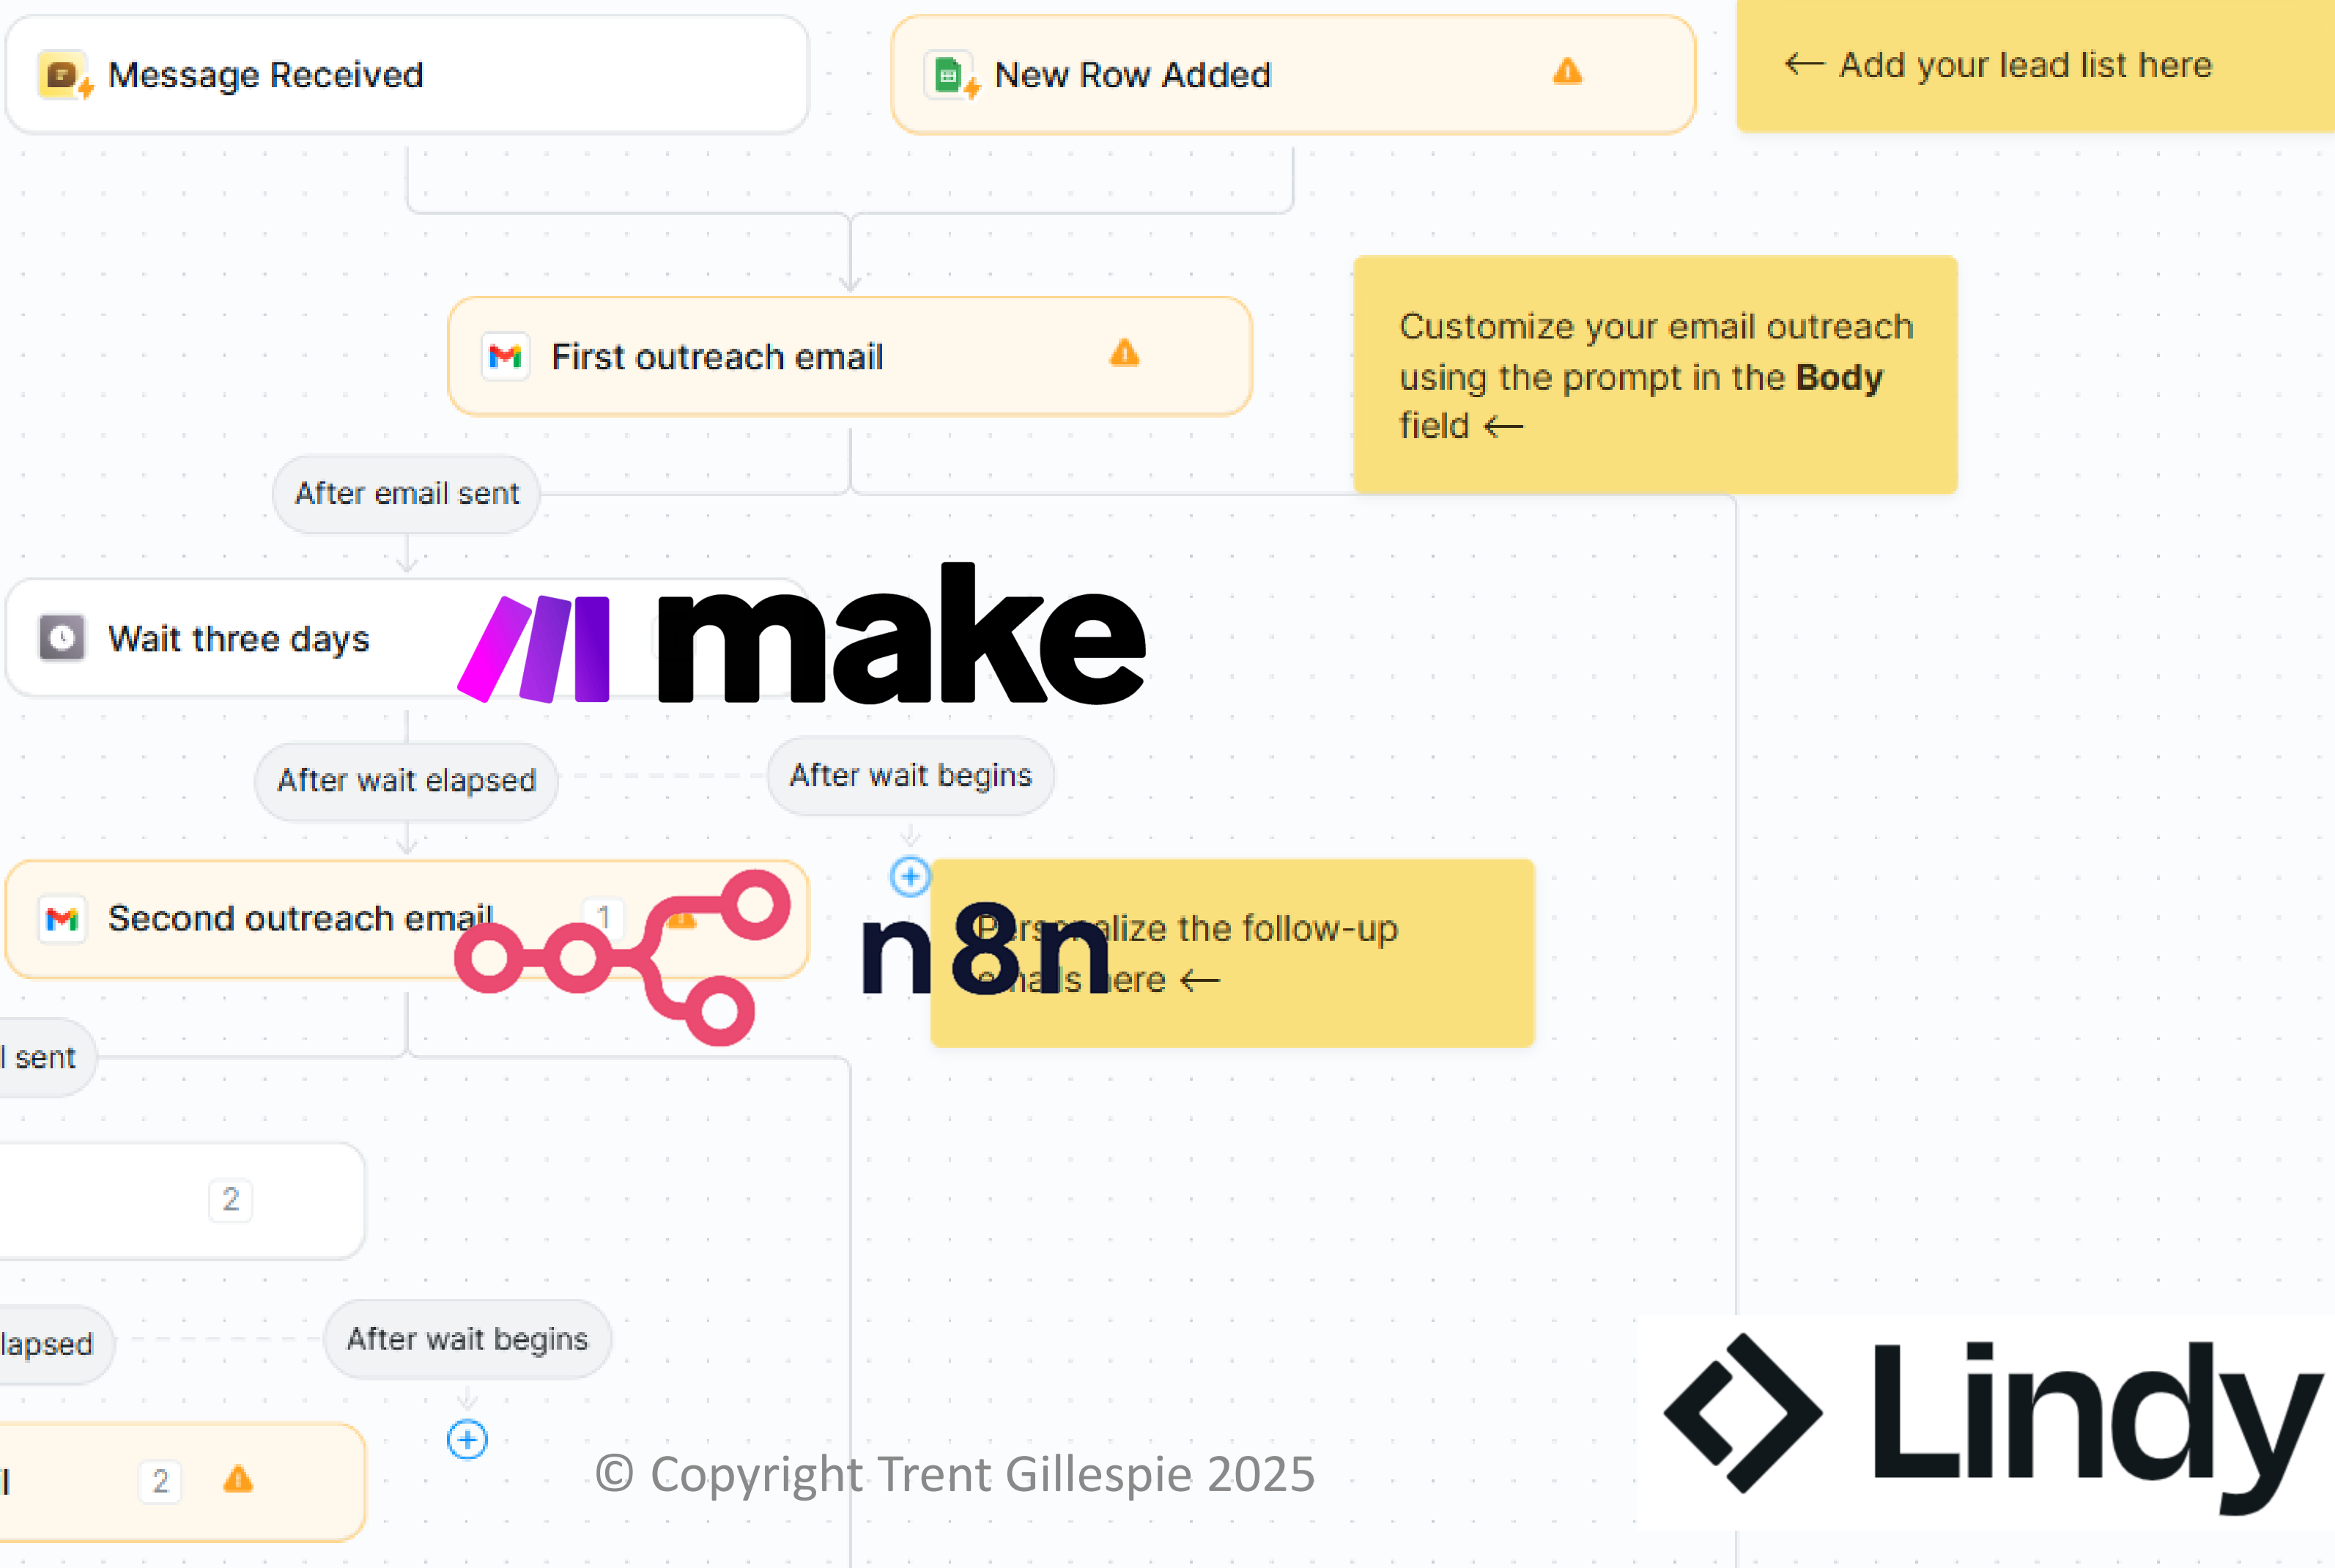 Message Received
New Row Added
← Add your lead list here
First outreach email
Customize your email outreach
using the prompt in the Body
field ←
After email sent
Wait three days
make
After wait elapsed
After wait begins
Second outreach email
1
n8n
Personalize the follow-up
emails here ←
l sent
2
lapsed
After wait begins
l
2
© Copyright Trent Gillespie 2025
Lindy